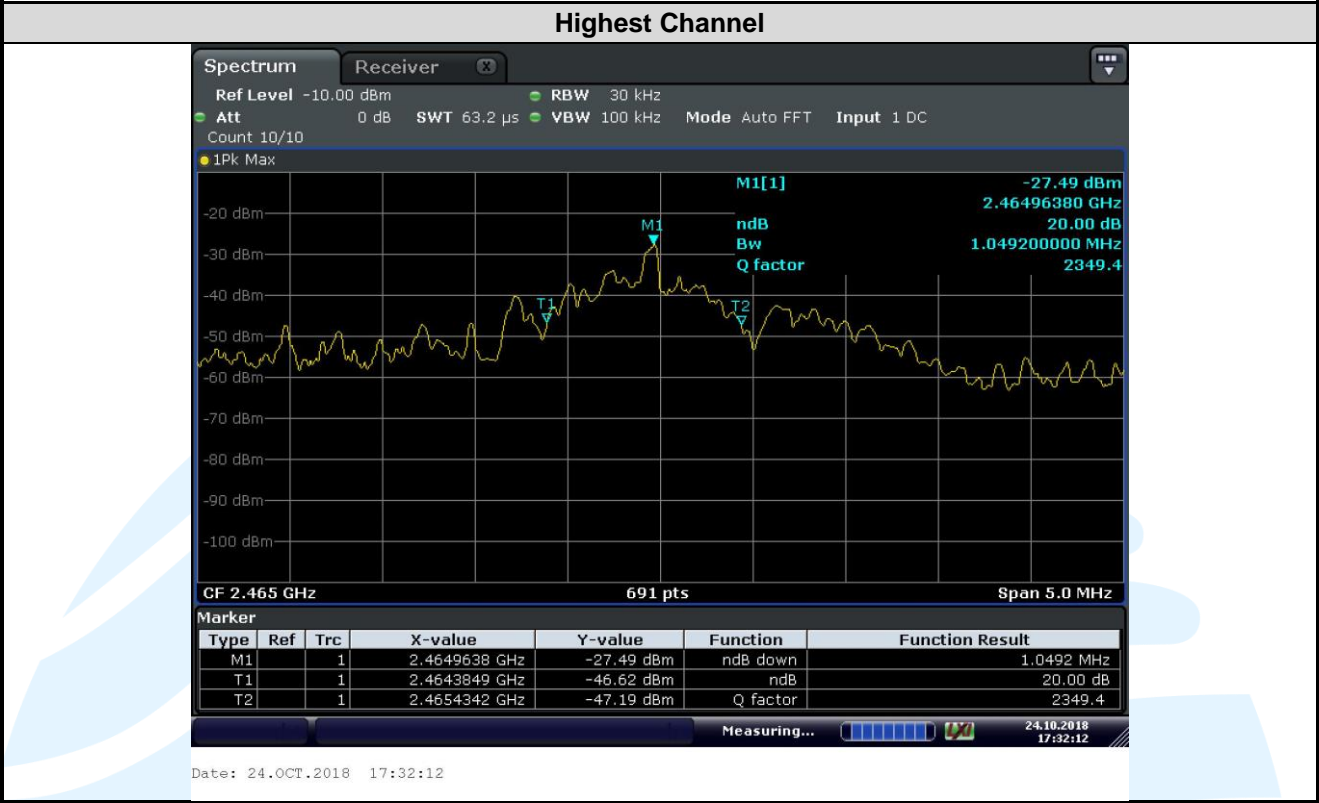 Highest Channel
Spectrum Receiver
Ref Level -10.00 dBm RBW 30 kHz
Att 0 dB SWT 63.2 µs VBW 100 kHz Mode Auto FFT Input 1 DC
Count 10/10
1Pk Max
M1[1] -27.49 dBm
2.46496380 GHz
ndB 20.00 dB
Bw 1.049200000 MHz
Q factor 2349.4
-20 dBm
M1
-30 dBm
-40 dBm
T1 T2
-50 dBm
-60 dBm
-70 dBm
-80 dBm
-90 dBm
-100 dBm
CF 2.465 GHz 691 pts Span 5.0 MHz
Marker
Type Ref Trc X-value Y-value Function Function Result
M1 1 2.4649638 GHz -27.49 dBm ndB down 1.0492 MHz
T1 1 2.4643849 GHz -46.62 dBm ndB 20.00 dB
T2 1 2.4654342 GHz -47.19 dBm Q factor 2349.4
Measuring... LXI 24.10.2018
17:32:12
Date: 24.OCT.2018 17:32:12